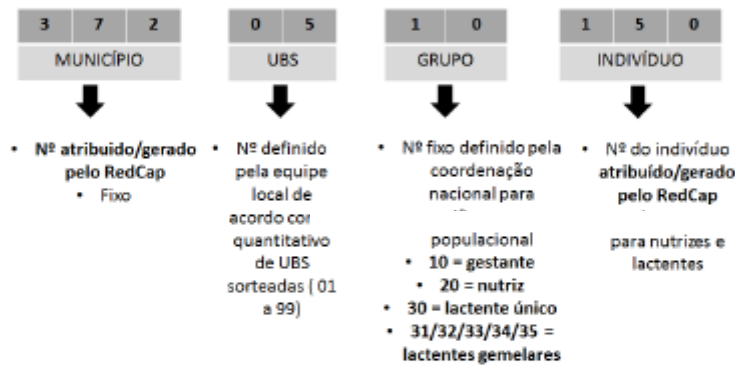 3 7 2
MUNICÍPIO
• Nº atribuido/gerado
pelo RedCap
• Fixo
0 5
UBS
• Nº definido
pela equipe
local de
acordo
quantitativo
de UBS
sorteadas ( 01
a 99)
1 0
GRUPO
• Nº fixo definido pela
coordenação
nacional para
populacional
• 10 = gestante
• 20 = nutriz
• 30 = lactente único
• 31/32/33/34/35 =
lactentes gemelares
1 5 0
INDIVÍDUO
• Nº do indivíduo
atribuído/gerado
pelo RedCap
para nutrizes e
lactentes